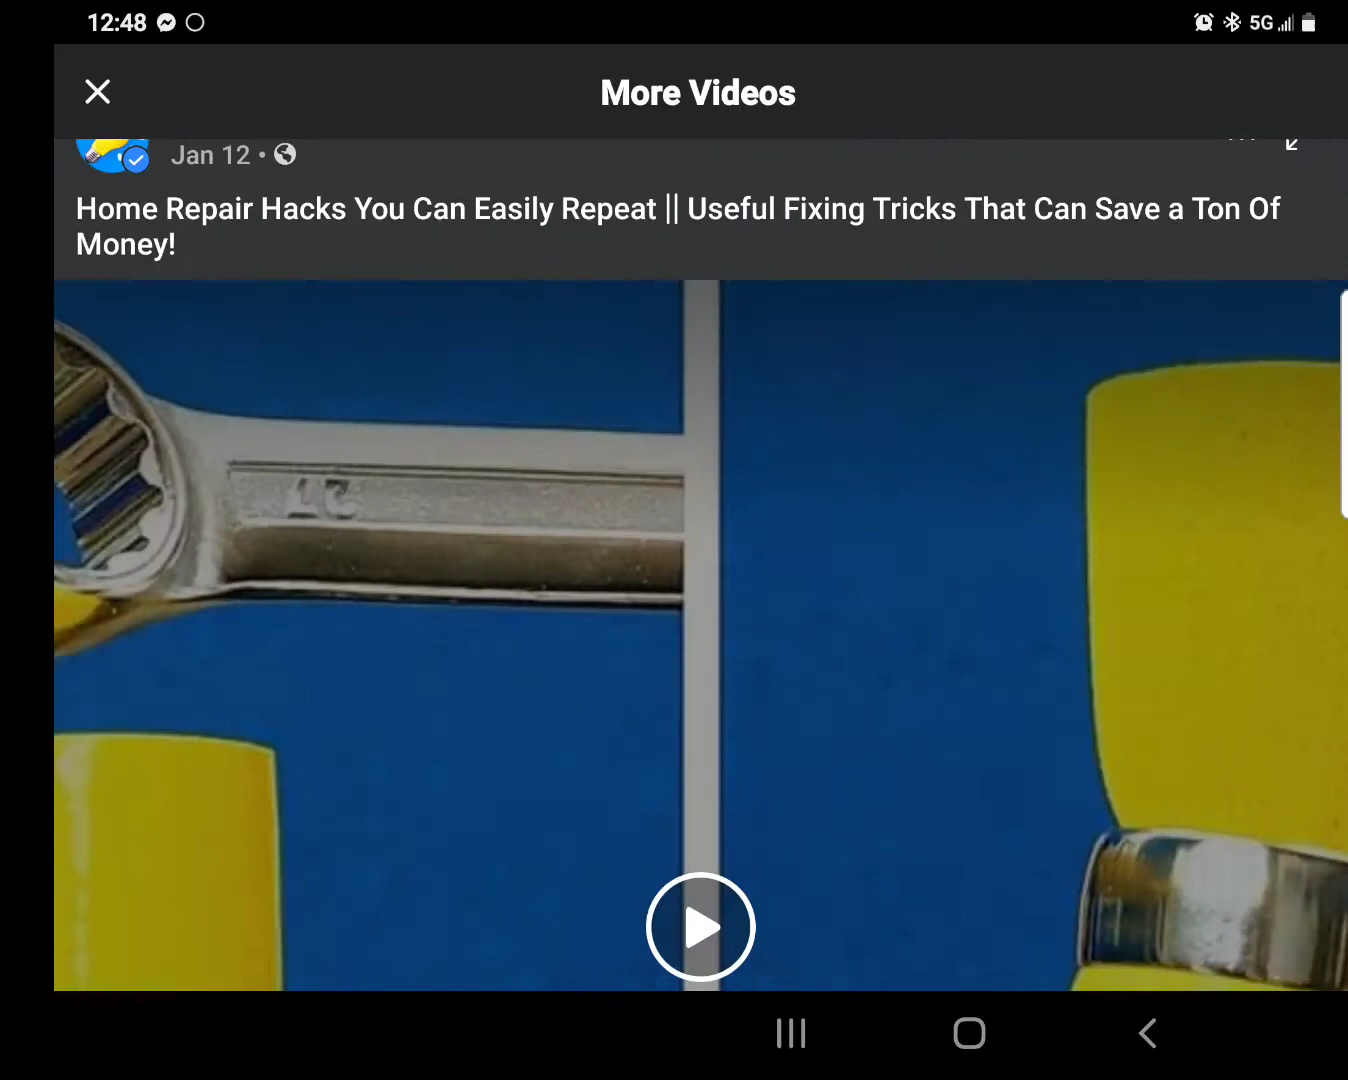 12:48
5G
More Videos
Jan 12 •
Home Repair Hacks You Can Easily Repeat || Useful Fixing Tricks That Can Save a Ton Of
Money!